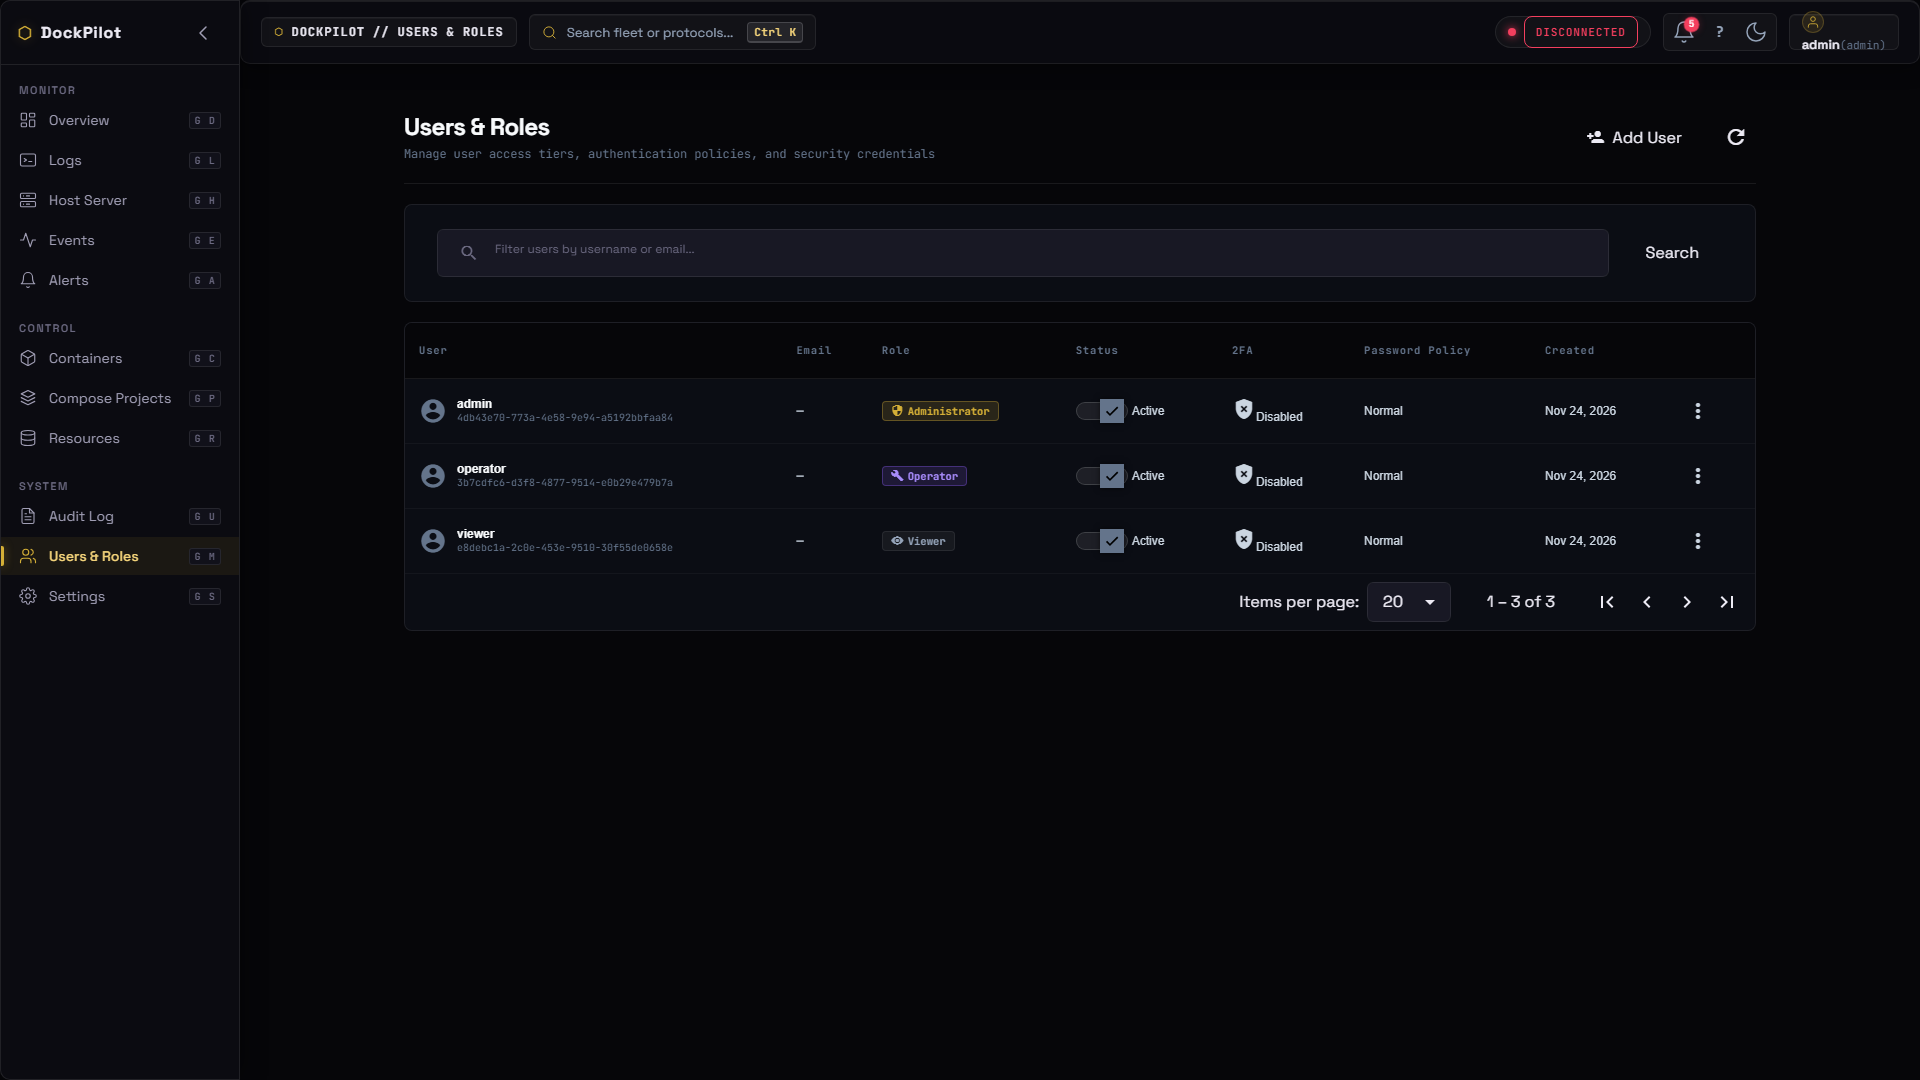 DockPilot
MONITOR
Overview G D
Logs G L
Host Server G H
Events G E
Alerts G A
CONTROL
Containers G C
Compose Projects G P
Resources G R
SYSTEM
Audit Log G U
Users & Roles G M
Settings G S
DOCKPILOT // USERS & ROLES
Search fleet or protocols... Ctrl K
DISCONNECTED
5
?
admin(admin)
Users & Roles
Manage user access tiers, authentication policies, and security credentials
Add User
Filter users by username or email...
Search
User Email Role Status 2FA Password Policy Created
admin
4db43e70-773a-4e58-9e94-a5192bbfaa84
— Administrator Active Disabled Normal Nov 24, 2026
operator
3b7cdfc6-d3f8-4877-9514-e0b29e479b7a
— Operator Active Disabled Normal Nov 24, 2026
viewer
e8debc1a-2c0e-453e-9510-30f55de0658e
— Viewer Active Disabled Normal Nov 24, 2026
Items per page: 20 1 – 3 of 3